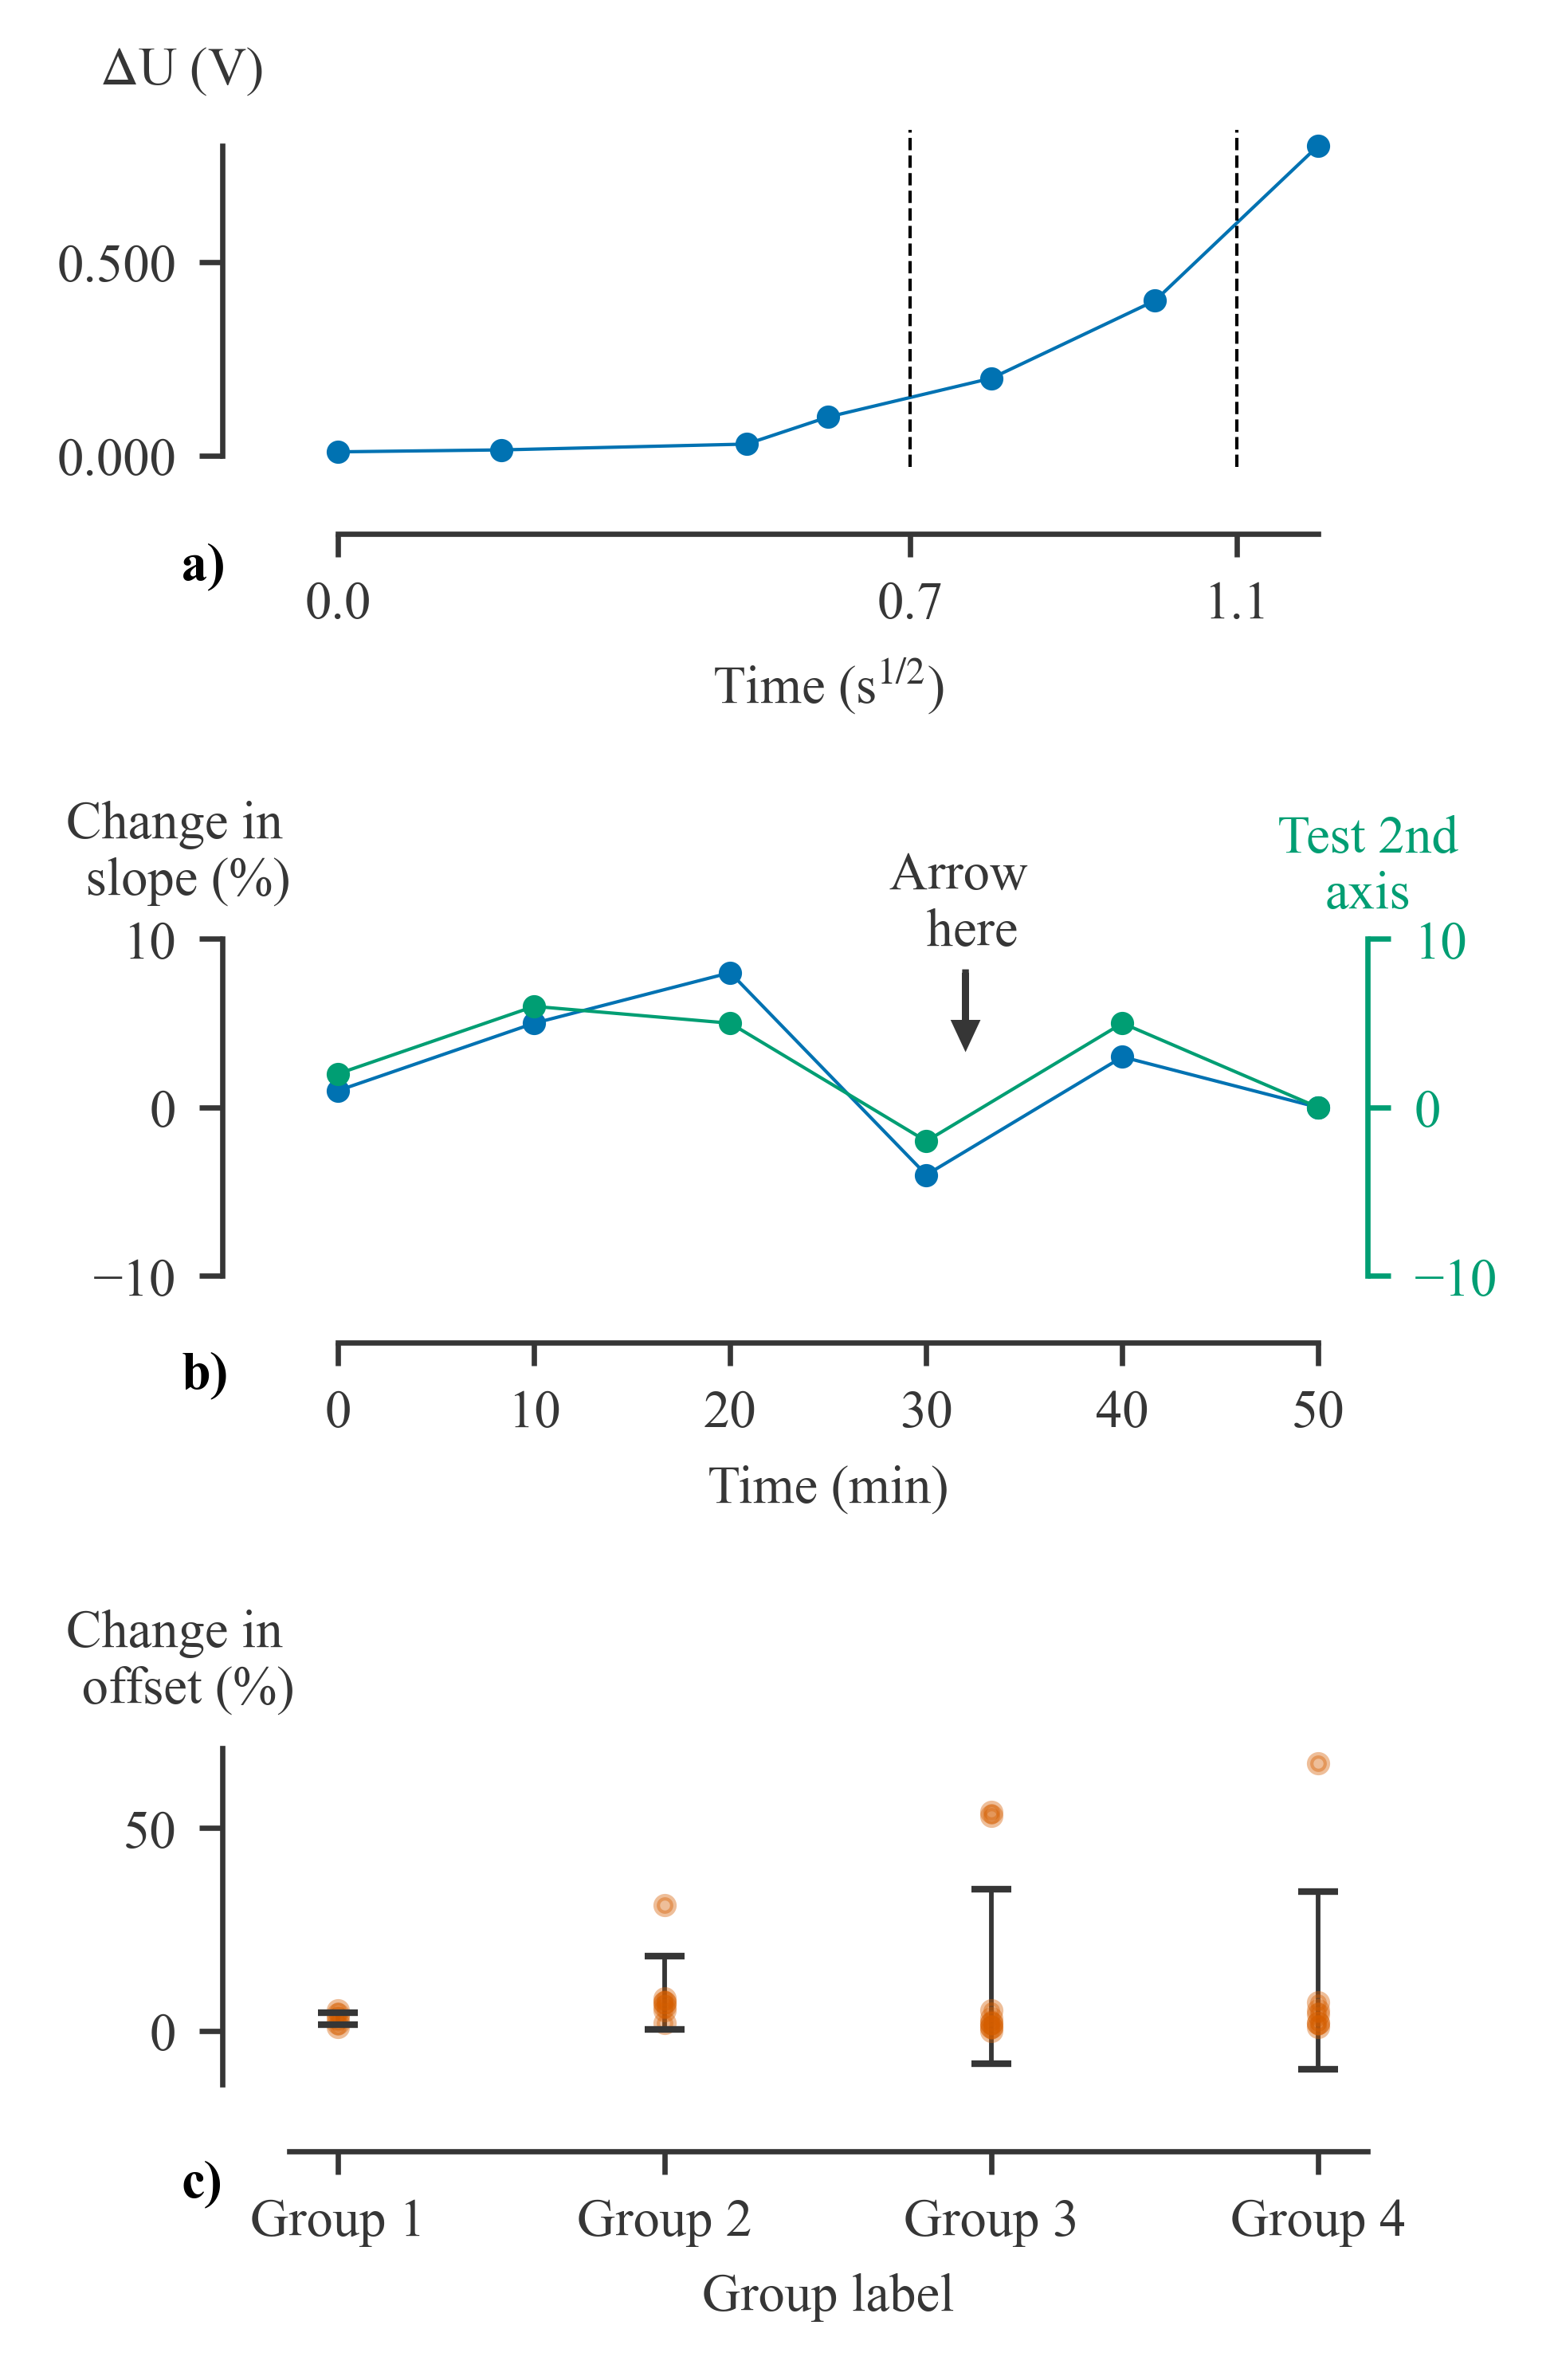 ΔU (V)
0.500
0.000
a)
0.0 0.7 1.1
Time (s^1/2)
Change in
slope (%)
Test 2nd
axis
Arrow
here
10
0
−10
10
0
−10
b)
0 10 20 30 40 50
Time (min)
Change in
offset (%)
50
0
c)
Group 1 Group 2 Group 3 Group 4
Group label